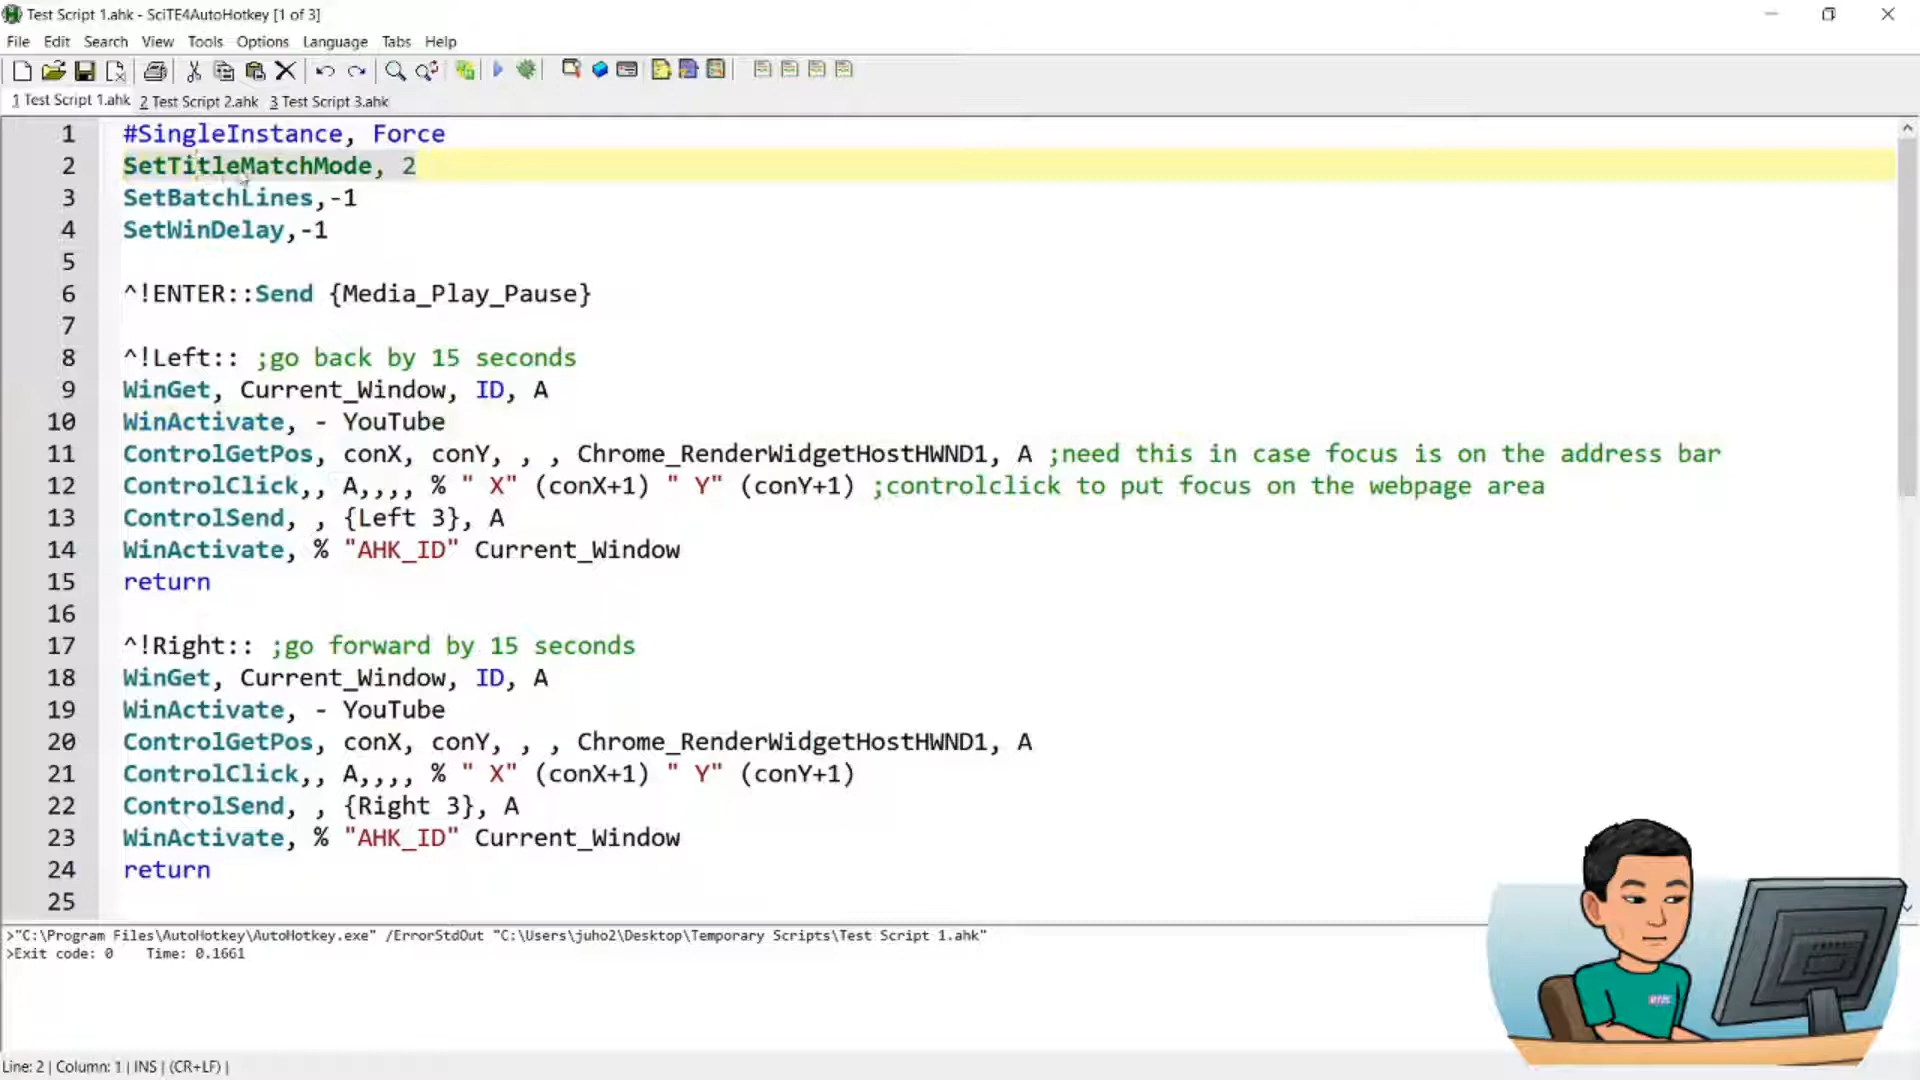 Test Script 1.ahk - SciTE4AutoHotkey [1 of 3]
File Edit Search View Tools Options Language Tabs Help
1 Test Script 1.ahk 2 Test Script 2.ahk 3 Test Script 3.ahk
1 #SingleInstance, Force
2 SetTitleMatchMode, 2
3 SetBatchLines,-1
4 SetWinDelay,-1
5
6 ^!ENTER::Send {Media_Play_Pause}
7
8 ^!Left:: ;go back by 15 seconds
9 WinGet, Current_Window, ID, A
10 WinActivate, - YouTube
11 ControlGetPos, conX, conY, , , Chrome_RenderWidgetHostHWND1, A ;need this in case focus is on the address bar
12 ControlClick,, A,,,, % " X" (conX+1) " Y" (conY+1) ;controlclick to put focus on the webpage area
13 ControlSend, , {Left 3}, A
14 WinActivate, % "AHK_ID" Current_Window
15 return
16
17 ^!Right:: ;go forward by 15 seconds
18 WinGet, Current_Window, ID, A
19 WinActivate, - YouTube
20 ControlGetPos, conX, conY, , , Chrome_RenderWidgetHostHWND1, A
21 ControlClick,, A,,,, % " X" (conX+1) " Y" (conY+1)
22 ControlSend, , {Right 3}, A
23 WinActivate, % "AHK_ID" Current_Window
24 return
25
>"C:\Program Files\AutoHotkey\AutoHotkey.exe" /ErrorStdOut "C:\Users\juho2\Desktop\Temporary Scripts\Test Script 1.ahk"
>Exit code: 0    Time: 0.1661
Line: 2 | Column: 1 | INS | (CR+LF) |